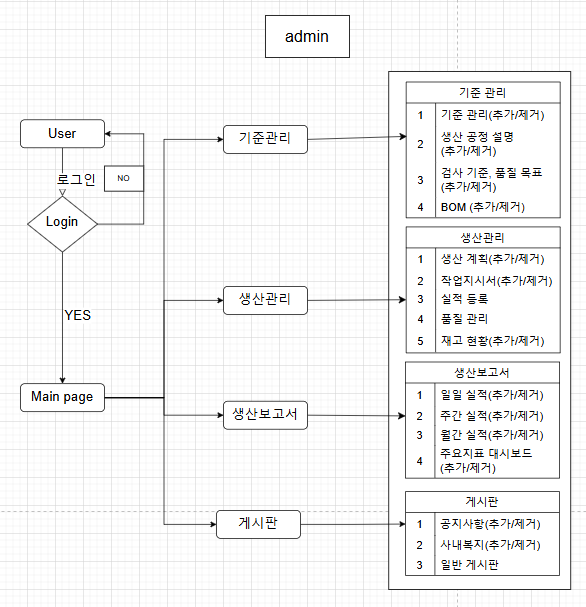 admin
User
로그인
NO
Login
YES
Main page
기준관리
생산관리
생산보고서
게시판
기준 관리
1 기준 관리(추가/제거)
2 생산 공정 설명
(추가/제거)
3 검사 기준, 품질 목표
(추가/제거)
4 BOM (추가/제거)
생산관리
1 생산 계획(추가/제거)
2 작업지시서(추가/제거)
3 실적 등록
4 품질 관리
5 재고 현황(추가/제거)
생산보고서
1 일일 실적(추가/제거)
2 주간 실적(추가/제거)
3 월간 실적(추가/제거)
4 주요지표 대시보드
(추가/제거)
게시판
1 공지사항(추가/제거)
2 사내복지(추가/제거)
3 일반 게시판